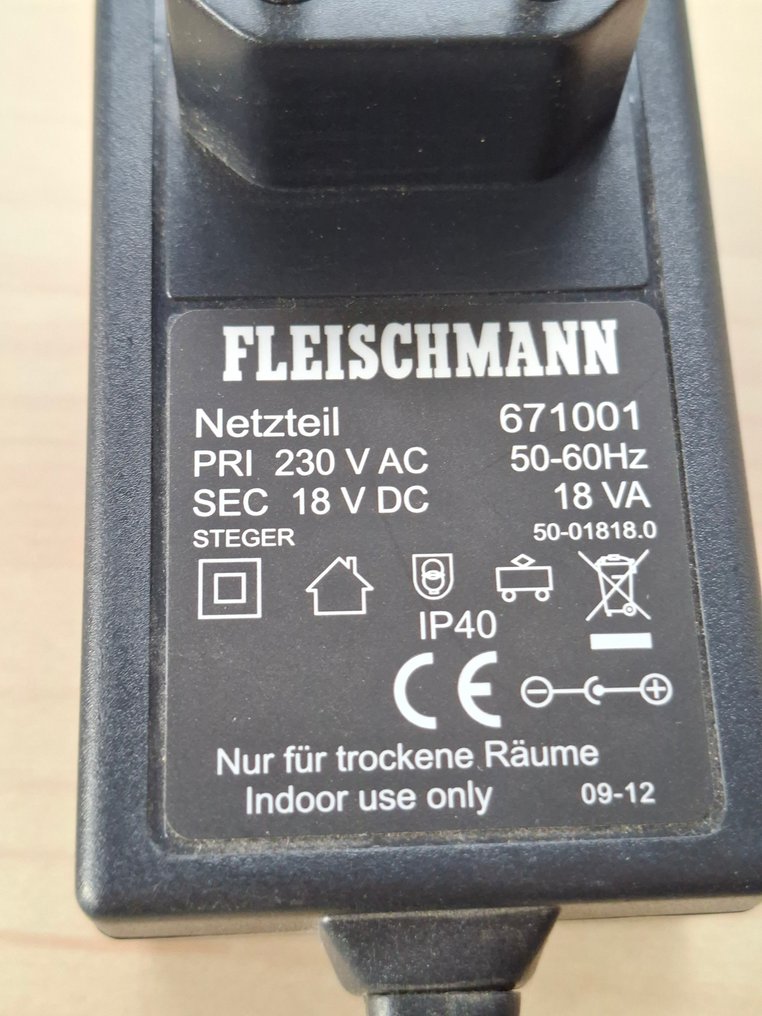 FLEISCHMANN
Netzteil 671001
PRI 230 V AC 50-60Hz
SEC 18 V DC 18 VA
STEGER 50-01818.0
IP40
CE
Nur für trockene Räume
Indoor use only 09-12